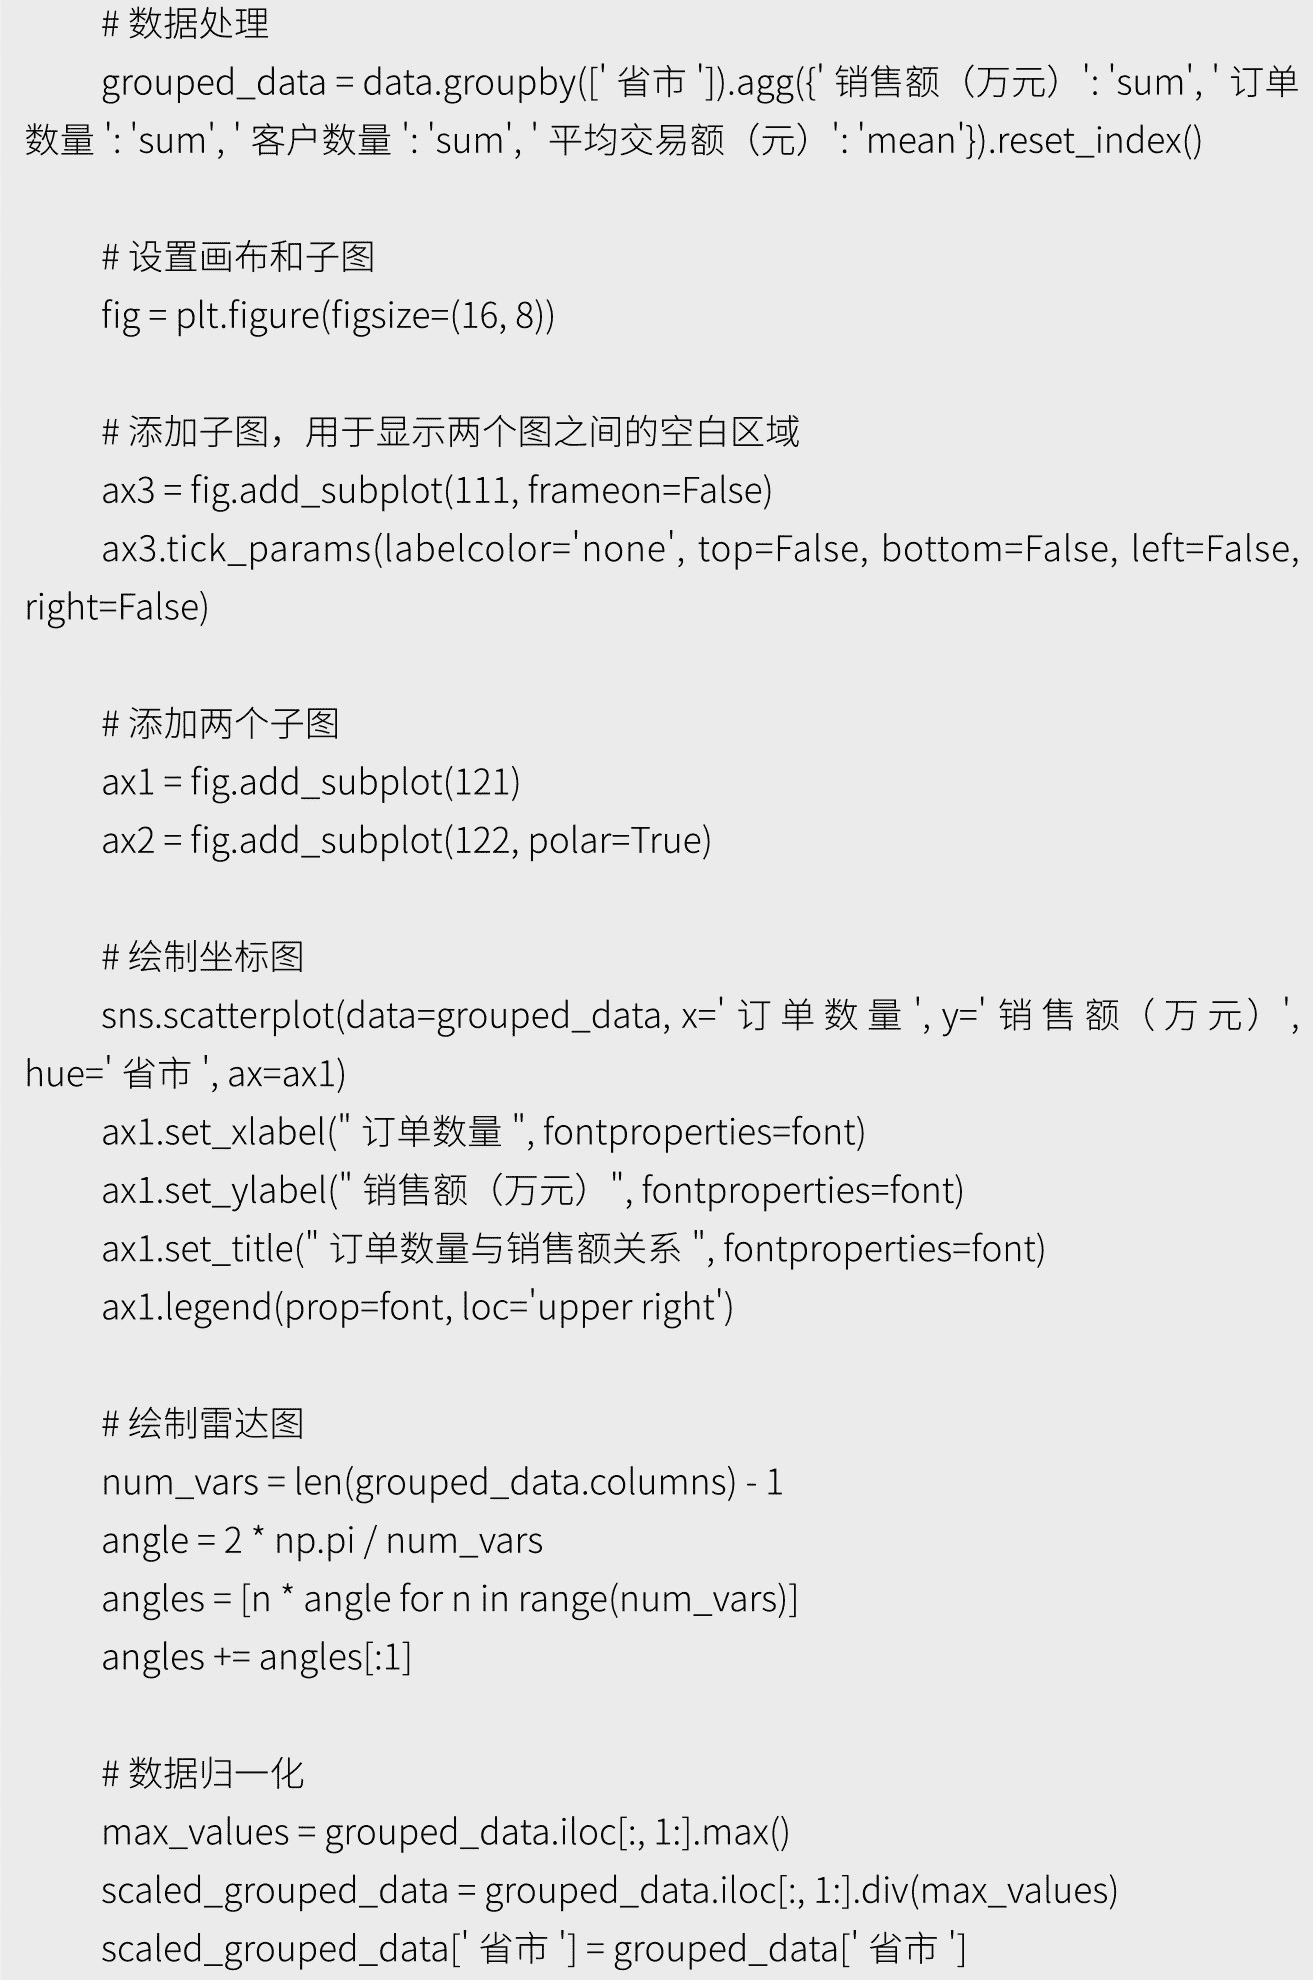 # 数据处理
grouped_data = data.groupby([' 省市 ']).agg({' 销售额（万元）': 'sum', ' 订单
数量 ': 'sum', ' 客户数量 ': 'sum', ' 平均交易额（元）': 'mean'}).reset_index()
# 设置画布和子图
fig = plt.figure(figsize=(16, 8))
# 添加子图，用于显示两个图之间的空白区域
ax3 = fig.add_subplot(111, frameon=False)
ax3.tick_params(labelcolor='none', top=False, bottom=False, left=False,
right=False)
# 添加两个子图
ax1 = fig.add_subplot(121)
ax2 = fig.add_subplot(122, polar=True)
# 绘制坐标图
sns.scatterplot(data=grouped_data, x=' 订 单 数 量 ', y=' 销 售 额（ 万 元）',
hue=' 省市 ', ax=ax1)
ax1.set_xlabel(" 订单数量 ", fontproperties=font)
ax1.set_ylabel(" 销售额（万元）", fontproperties=font)
ax1.set_title(" 订单数量与销售额关系 ", fontproperties=font)
ax1.legend(prop=font, loc='upper right')
# 绘制雷达图
num_vars = len(grouped_data.columns) - 1
angle = 2 * np.pi / num_vars
angles = [n * angle for n in range(num_vars)]
angles += angles[:1]
# 数据归一化
max_values = grouped_data.iloc[:, 1:].max()
scaled_grouped_data = grouped_data.iloc[:, 1:].div(max_values)
scaled_grouped_data[' 省市 '] = grouped_data[' 省市 ']